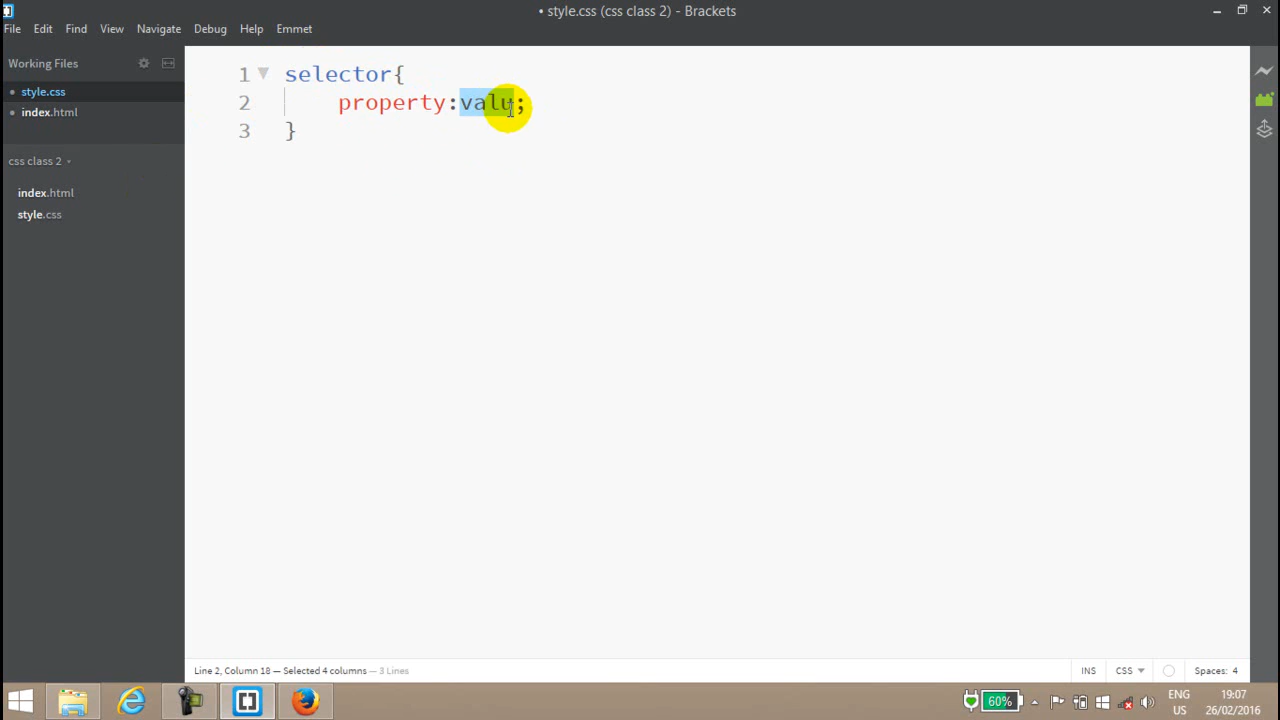 • style.css (css class 2) - Brackets
File Edit Find View Navigate Debug Help Emmet
Working Files
• style.css
• index.html
css class 2
index.html
style.css
1 selector{
2 property:valu;
3 }
Line 2, Column 18 — Selected 4 columns — 3 Lines
INS CSS Spaces: 4
60% ENG US 19:07 26/02/2016